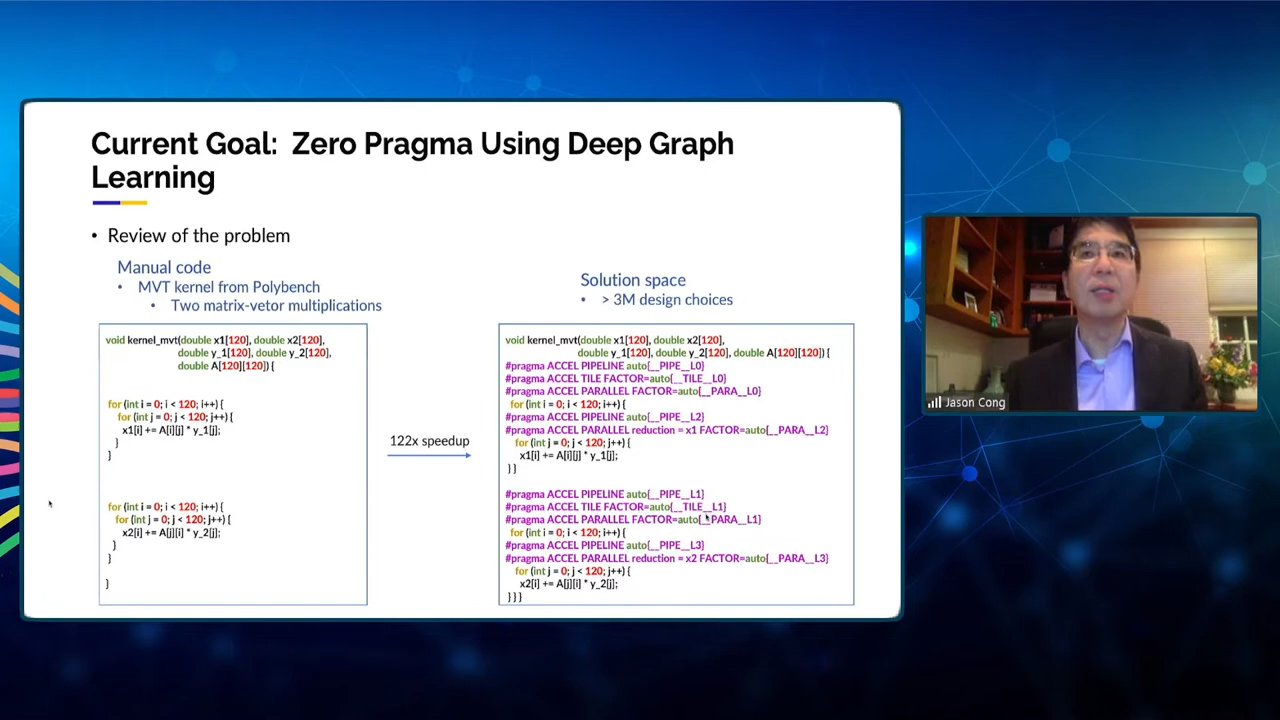 Current Goal:  Zero Pragma Using Deep Graph
Learning
• Review of the problem
Manual code
• MVT kernel from Polybench
• Two matrix-vetor multiplications
void kernel_mvt(double x1[120], double x2[120],
double y_1[120], double y_2[120],
double A[120][120]) {
for (int i = 0; i < 120; i++) {
for (int j = 0; j < 120; j++) {
x1[i] += A[i][j] * y_1[j];
}
}
for (int i = 0; i < 120; i++) {
for (int j = 0; j < 120; j++) {
x2[i] += A[j][i] * y_2[j];
}
}
}
122x speedup
Solution space
• > 3M design choices
void kernel_mvt(double x1[120], double x2[120],
double y_1[120], double y_2[120], double A[120][120]) {
#pragma ACCEL PIPELINE auto{__PIPE__L0}
#pragma ACCEL TILE FACTOR=auto{__TILE__L0}
#pragma ACCEL PARALLEL FACTOR=auto{__PARA__L0}
for (int i = 0; i < 120; i++) {
#pragma ACCEL PIPELINE auto{__PIPE__L2}
#pragma ACCEL PARALLEL reduction = x1 FACTOR=auto{__PARA__L2}
for (int j = 0; j < 120; j++) {
x1[i] += A[i][j] * y_1[j];
} }
#pragma ACCEL PIPELINE auto{__PIPE__L1}
#pragma ACCEL TILE FACTOR=auto{__TILE__L1}
#pragma ACCEL PARALLEL FACTOR=auto{__PARA__L1}
for (int i = 0; i < 120; i++) {
#pragma ACCEL PIPELINE auto{__PIPE__L3}
#pragma ACCEL PARALLEL reduction = x2 FACTOR=auto{__PARA__L3}
for (int j = 0; j < 120; j++) {
x2[i] += A[j][i] * y_2[j];
} } }
Jason Cong